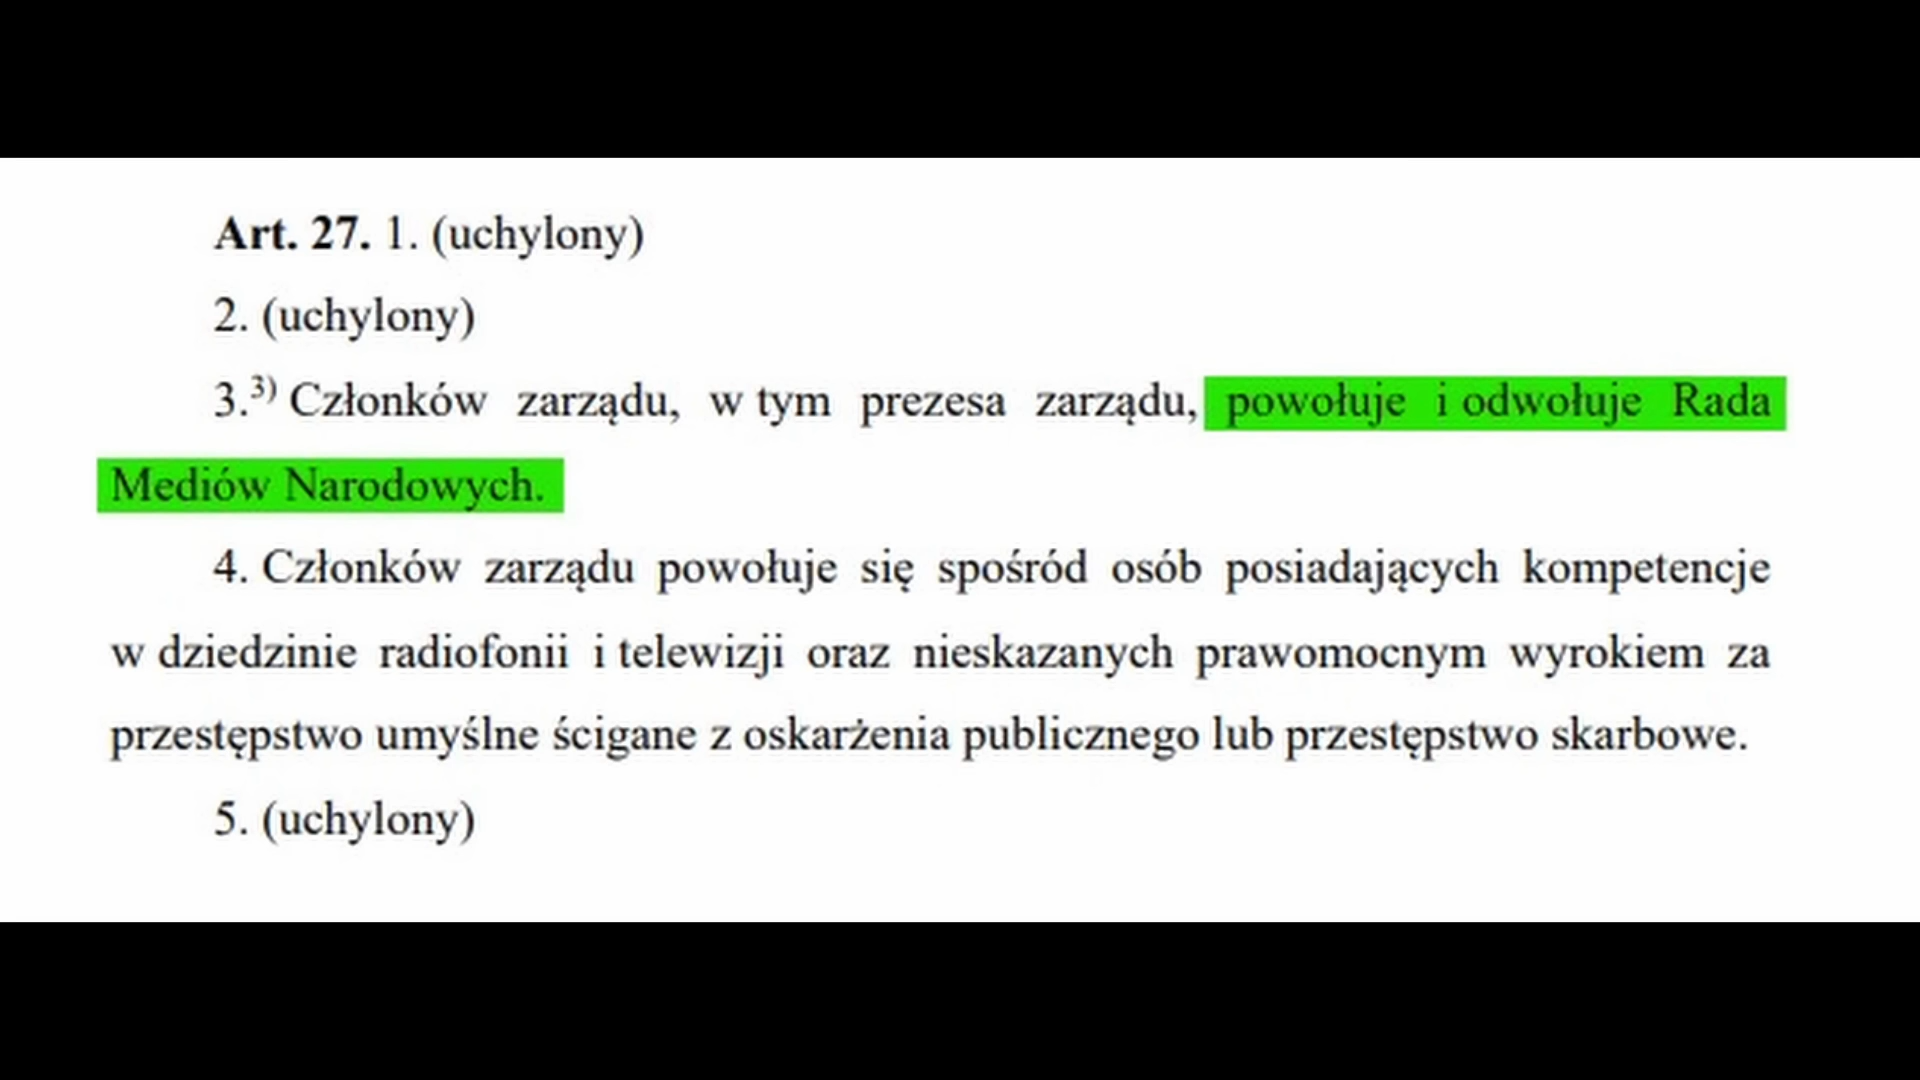 Art. 27. 1. (uchylony)
2. (uchylony)
3.³⁾ Członków zarządu, w tym prezesa zarządu, powołuje i odwołuje Rada
Mediów Narodowych.
4. Członków zarządu powołuje się spośród osób posiadających kompetencje
w dziedzinie radiofonii i telewizji oraz nieskazanych prawomocnym wyrokiem za
przestępstwo umyślne ścigane z oskarżenia publicznego lub przestępstwo skarbowe.
5. (uchylony)